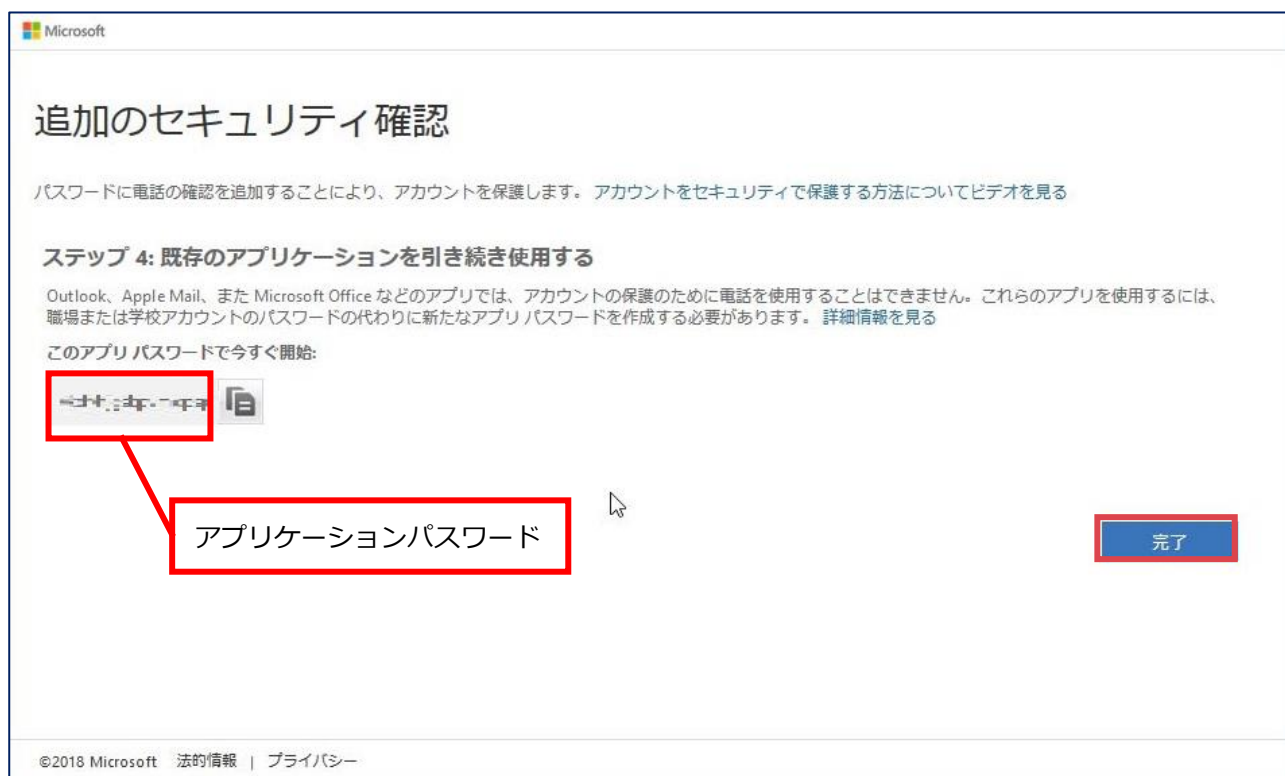 Microsoft
追加のセキュリティ確認
パスワードに電話の確認を追加することにより、アカウントを保護します。 アカウントをセキュリティで保護する方法についてビデオを見る
ステップ 4: 既存のアプリケーションを引き続き使用する
Outlook、Apple Mail、また Microsoft Office などのアプリでは、アカウントの保護のために電話を使用することはできません。これらのアプリを使用するには、
職場または学校アカウントのパスワードの代わりに新たなアプリ パスワードを作成する必要があります。 詳細情報を見る
このアプリ パスワードで今すぐ開始:
アプリケーションパスワード
完了
©2018 Microsoft 法的情報 | プライバシー